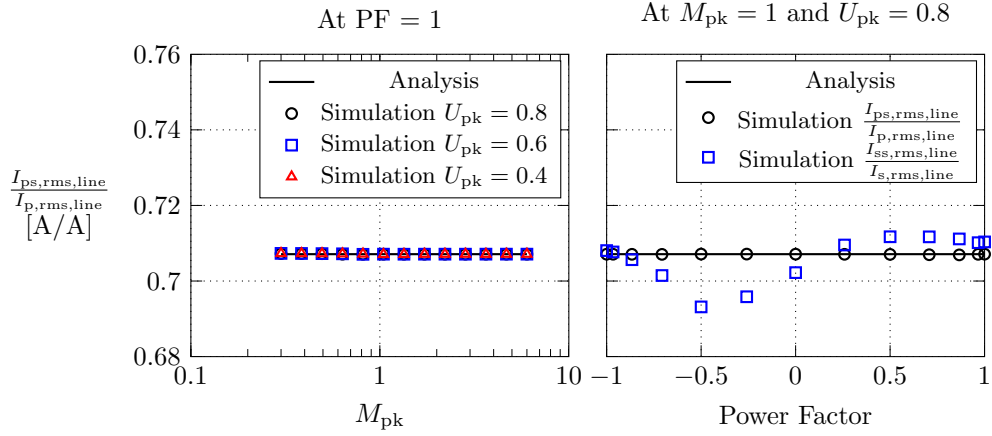 At PF = 1
At M_pk = 1 and U_pk = 0.8
I_ps,rms,line / I_p,rms,line
[A/A]
0.76
0.74
0.72
0.7
0.68
Analysis
Simulation U_pk = 0.8
Simulation U_pk = 0.6
Simulation U_pk = 0.4
0.1 1 10
M_pk
Analysis
Simulation I_ps,rms,line / I_p,rms,line
Simulation I_ss,rms,line / I_s,rms,line
−1 −0.5 0 0.5 1
Power Factor